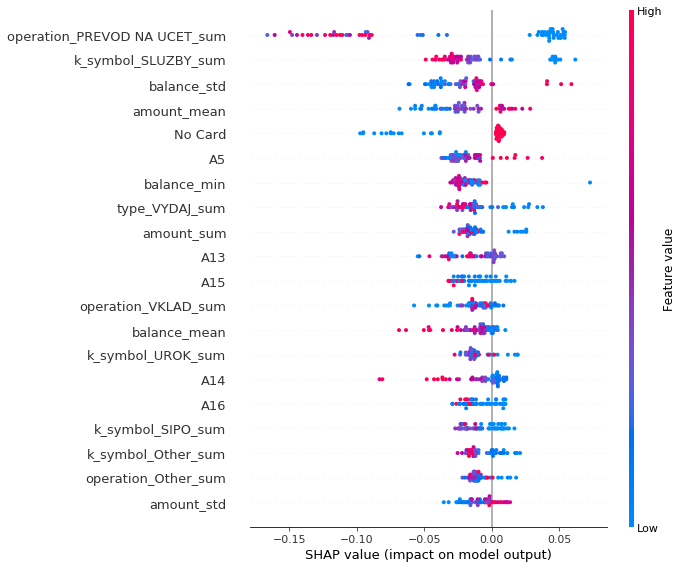 High
operation_PREVOD NA UCET_sum
k_symbol_SLUZBY_sum
balance_std
amount_mean
No Card
A5
balance_min
type_VYDAJ_sum
amount_sum
A13
A15
operation_VKLAD_sum
balance_mean
k_symbol_UROK_sum
A14
A16
k_symbol_SIPO_sum
k_symbol_Other_sum
operation_Other_sum
amount_std
Feature value
Low
−0.15 −0.10 −0.05 0.00 0.05
SHAP value (impact on model output)